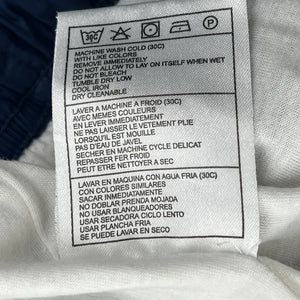 30C P
MACHINE WASH COLD (30C)
WITH LIKE COLORS
REMOVE IMMEDIATELY
DO NOT ALLOW TO LAY ON ITSELF WHEN WET
DO NOT BLEACH
TUMBLE DRY LOW
COOL IRON
DRY CLEANABLE
LAVER A MACHINE A FROID (30C)
AVEC MEMES COULEURS
EN LEVER IMMEDIATEMENT
NE PAS LAISSER LE VETEMENT PLIE
LORSQU'IL EST MOUILLE
PAS D'EAU DE JAVEL
SECHER EN MACHINE CYCLE DELICAT
REPASSER FER FROID
PEUT ETRE NETTOYER A SEC
LAVAR EN MAQUINA CON AGUA FRIA (30C)
CON COLORES SIMILARES
SACAR INMEDIATAMENTE
NO DOBLAR PRENDA MOJADA
NO USAR BLANQUEADORES
USAR SECADORA CICLO LENTO
USAR PLANCHA FRIA
SE PUEDE LAVAR EN SECO